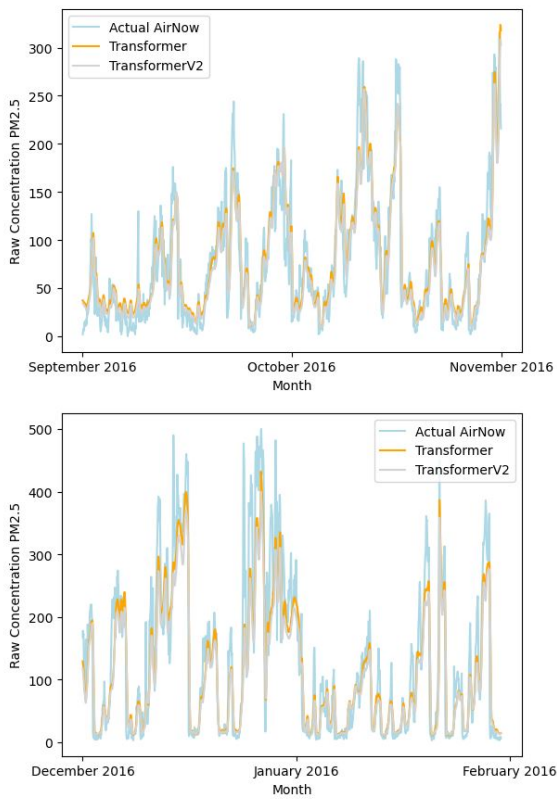 Actual AirNow
Transformer
TransformerV2
300
250
200
150
100
50
0
Raw Concentration PM2.5
September 2016 October 2016 November 2016
Month
Actual AirNow
Transformer
TransformerV2
500
400
300
200
100
0
Raw Concentration PM2.5
December 2016 January 2016 February 2016
Month